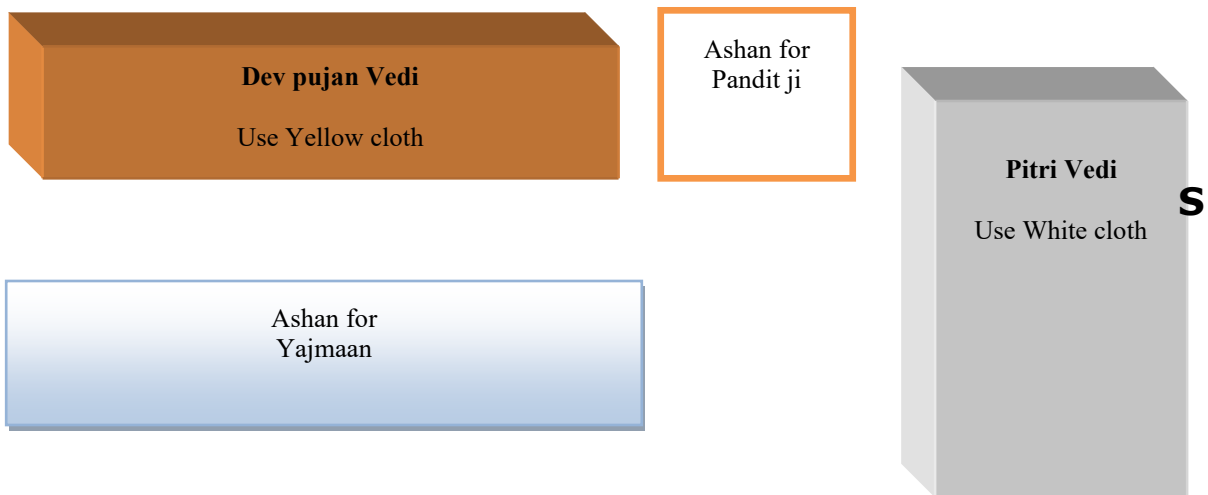 Dev pujan Vedi
Use Yellow cloth
Ashan for
Pandit ji
Pitri Vedi
S
Use White cloth
Ashan for
Yajmaan